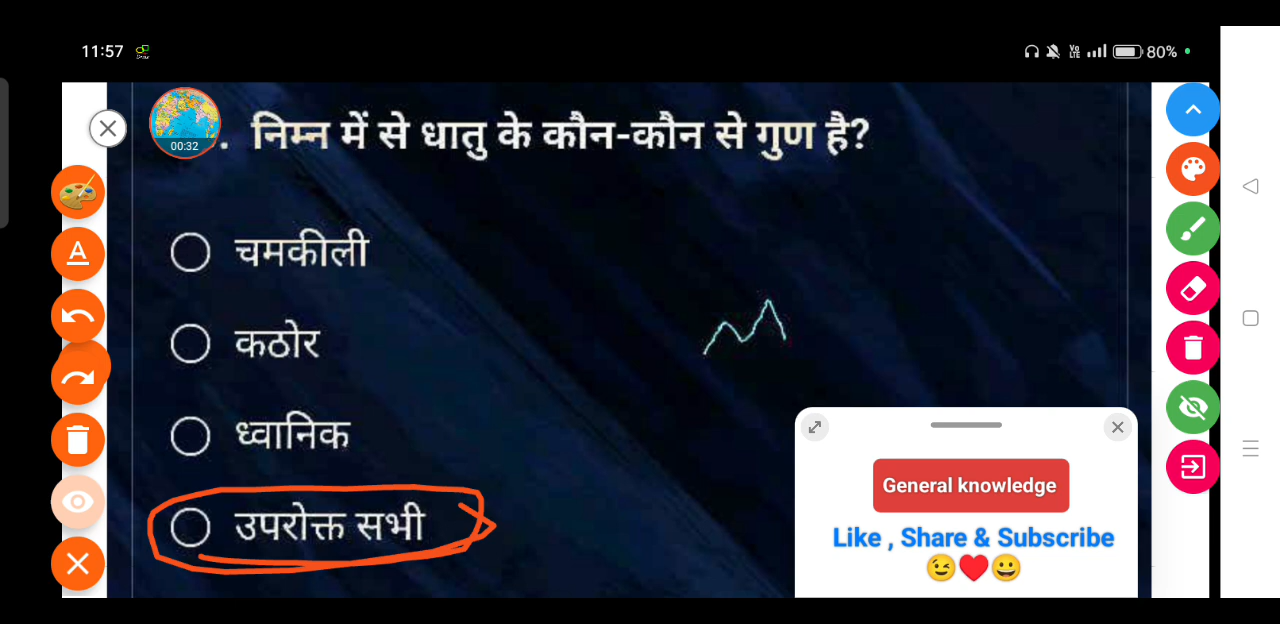 11:57
80%
. निम्न में से धातु के कौन-कौन से गुण है?
00:32
चमकीली
कठोर
ध्वानिक
उपरोक्त सभी
General knowledge
Like , Share & Subscribe
😉❤️😀